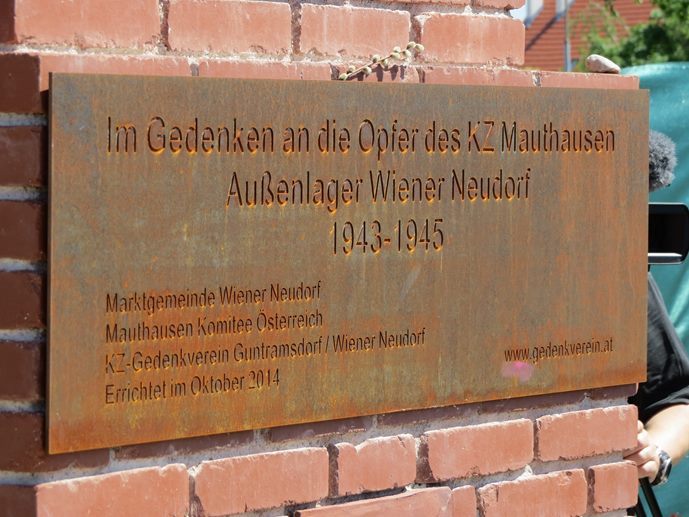 Im Gedenken an die Opfer des KZ Mauthausen
Außenlager Wiener Neudorf
1943-1945
Marktgemeinde Wiener Neudorf
Mauthausen Komitee Österreich
KZ-Gedenkverein Guntramsdorf / Wiener Neudorf
Errichtet im Oktober 2014
www.gedenkverein.at